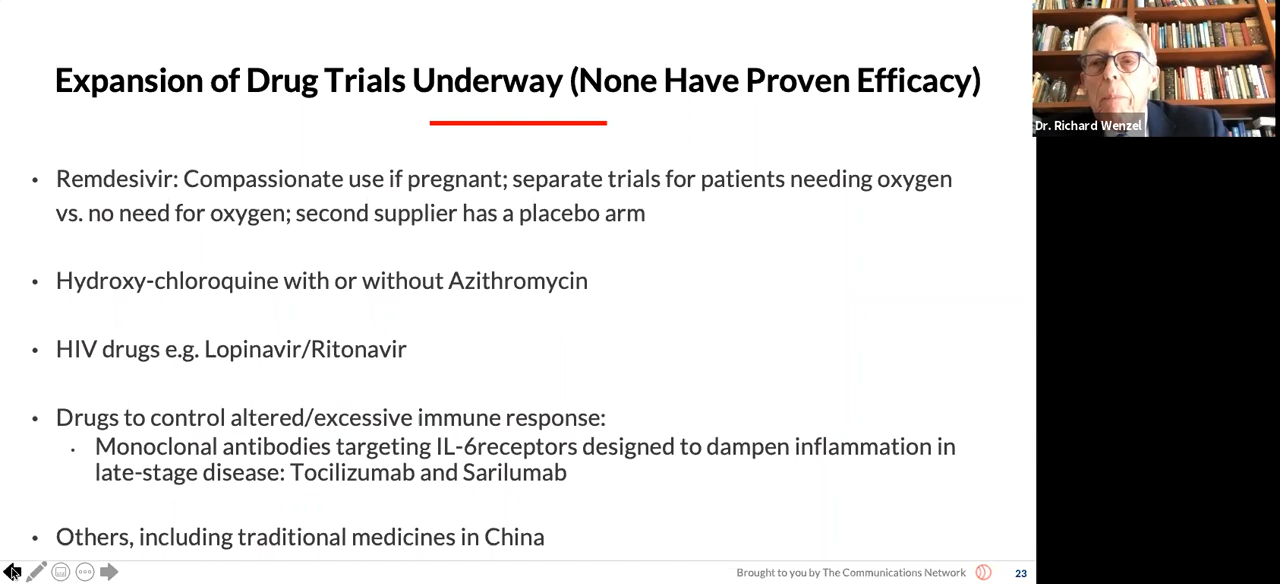 Expansion of Drug Trials Underway (None Have Proven Efficacy)
Dr. Richard Wenzel
• Remdesivir: Compassionate use if pregnant; separate trials for patients needing oxygen
vs. no need for oxygen; second supplier has a placebo arm
• Hydroxy-chloroquine with or without Azithromycin
• HIV drugs e.g. Lopinavir/Ritonavir
• Drugs to control altered/excessive immune response:
• Monoclonal antibodies targeting IL-6receptors designed to dampen inflammation in
late-stage disease: Tocilizumab and Sarilumab
• Others, including traditional medicines in China
Brought to you by The Communications Network
23